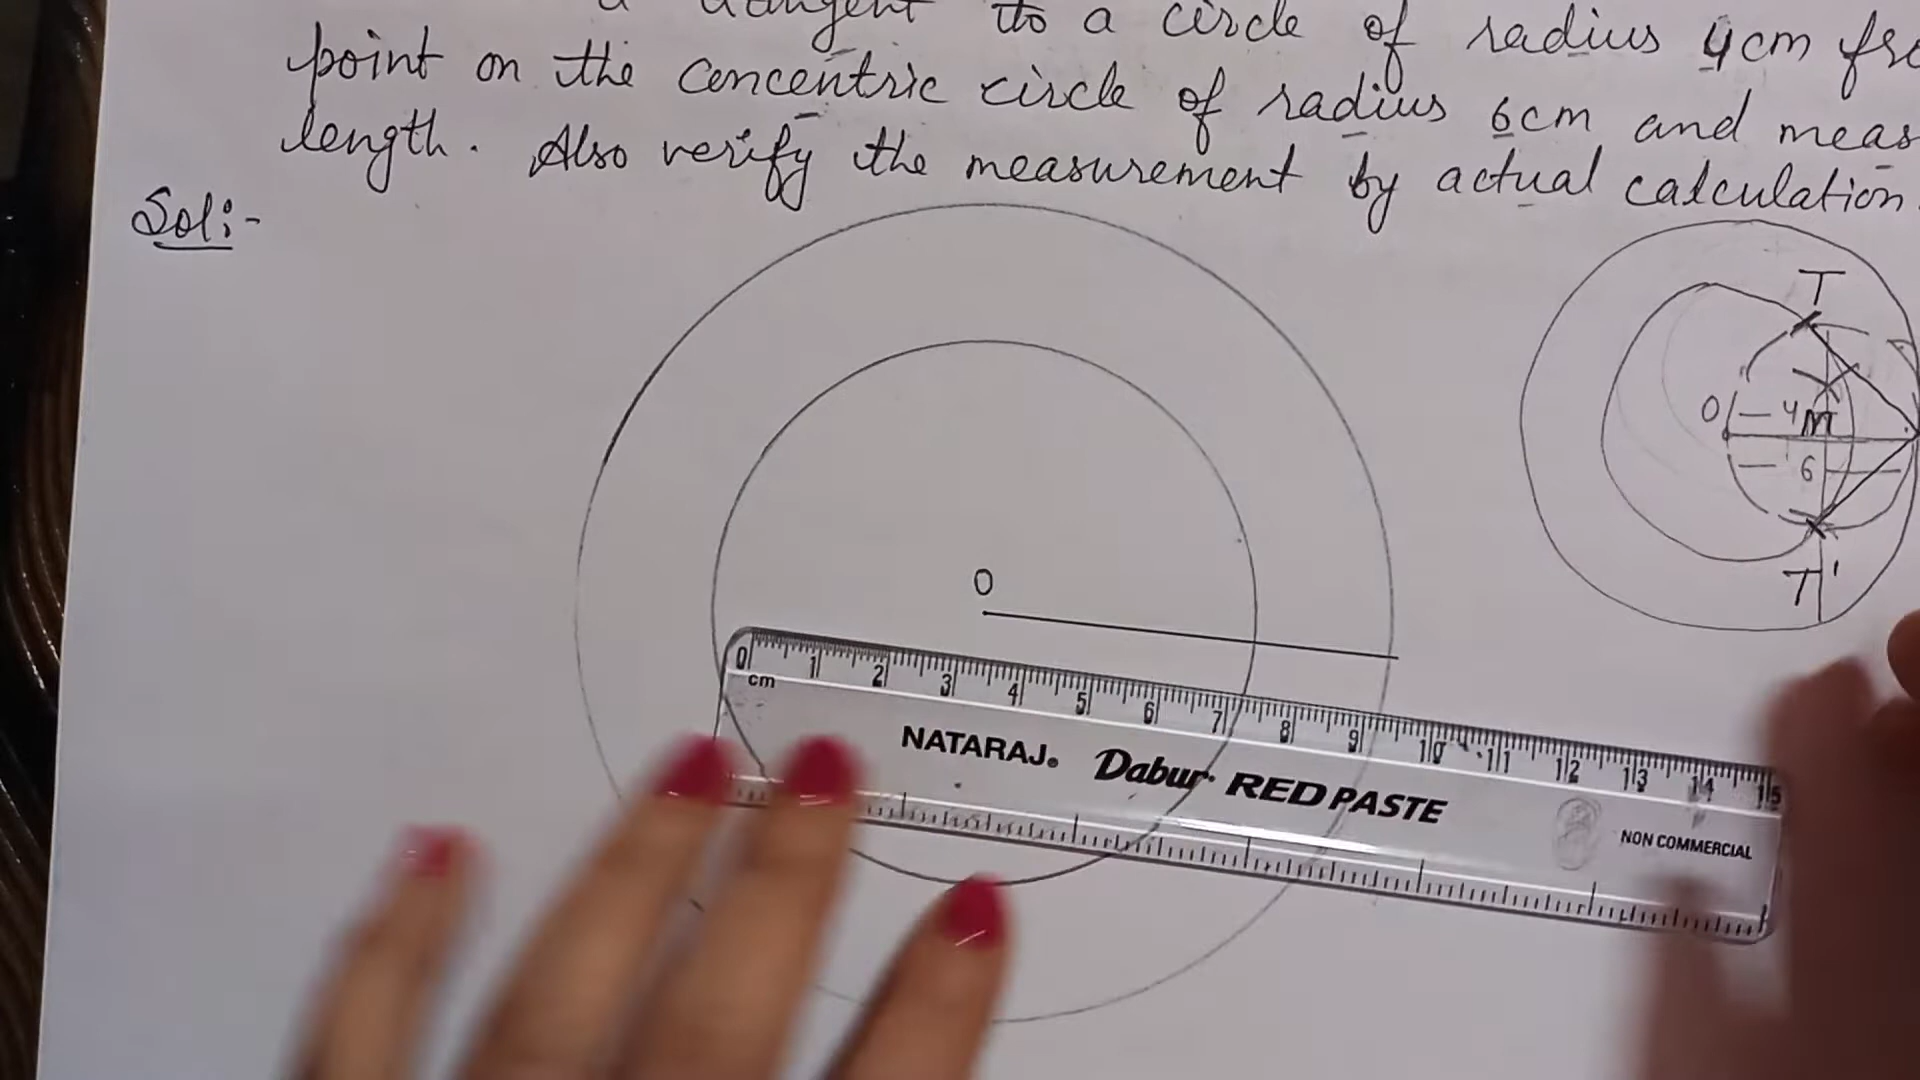 a tangent to a circle of radius 4cm
point on the concentric circle of radius 6cm and
length. Also verify the measurement by actual calculation.
Sol:-
T
O 4 M
6
T'
O
0 1 2 3 4 5 6 7 8 9 10 11 12 13 14 15
cm
NATARAJ. Dabur RED PASTE
NON COMMERCIAL